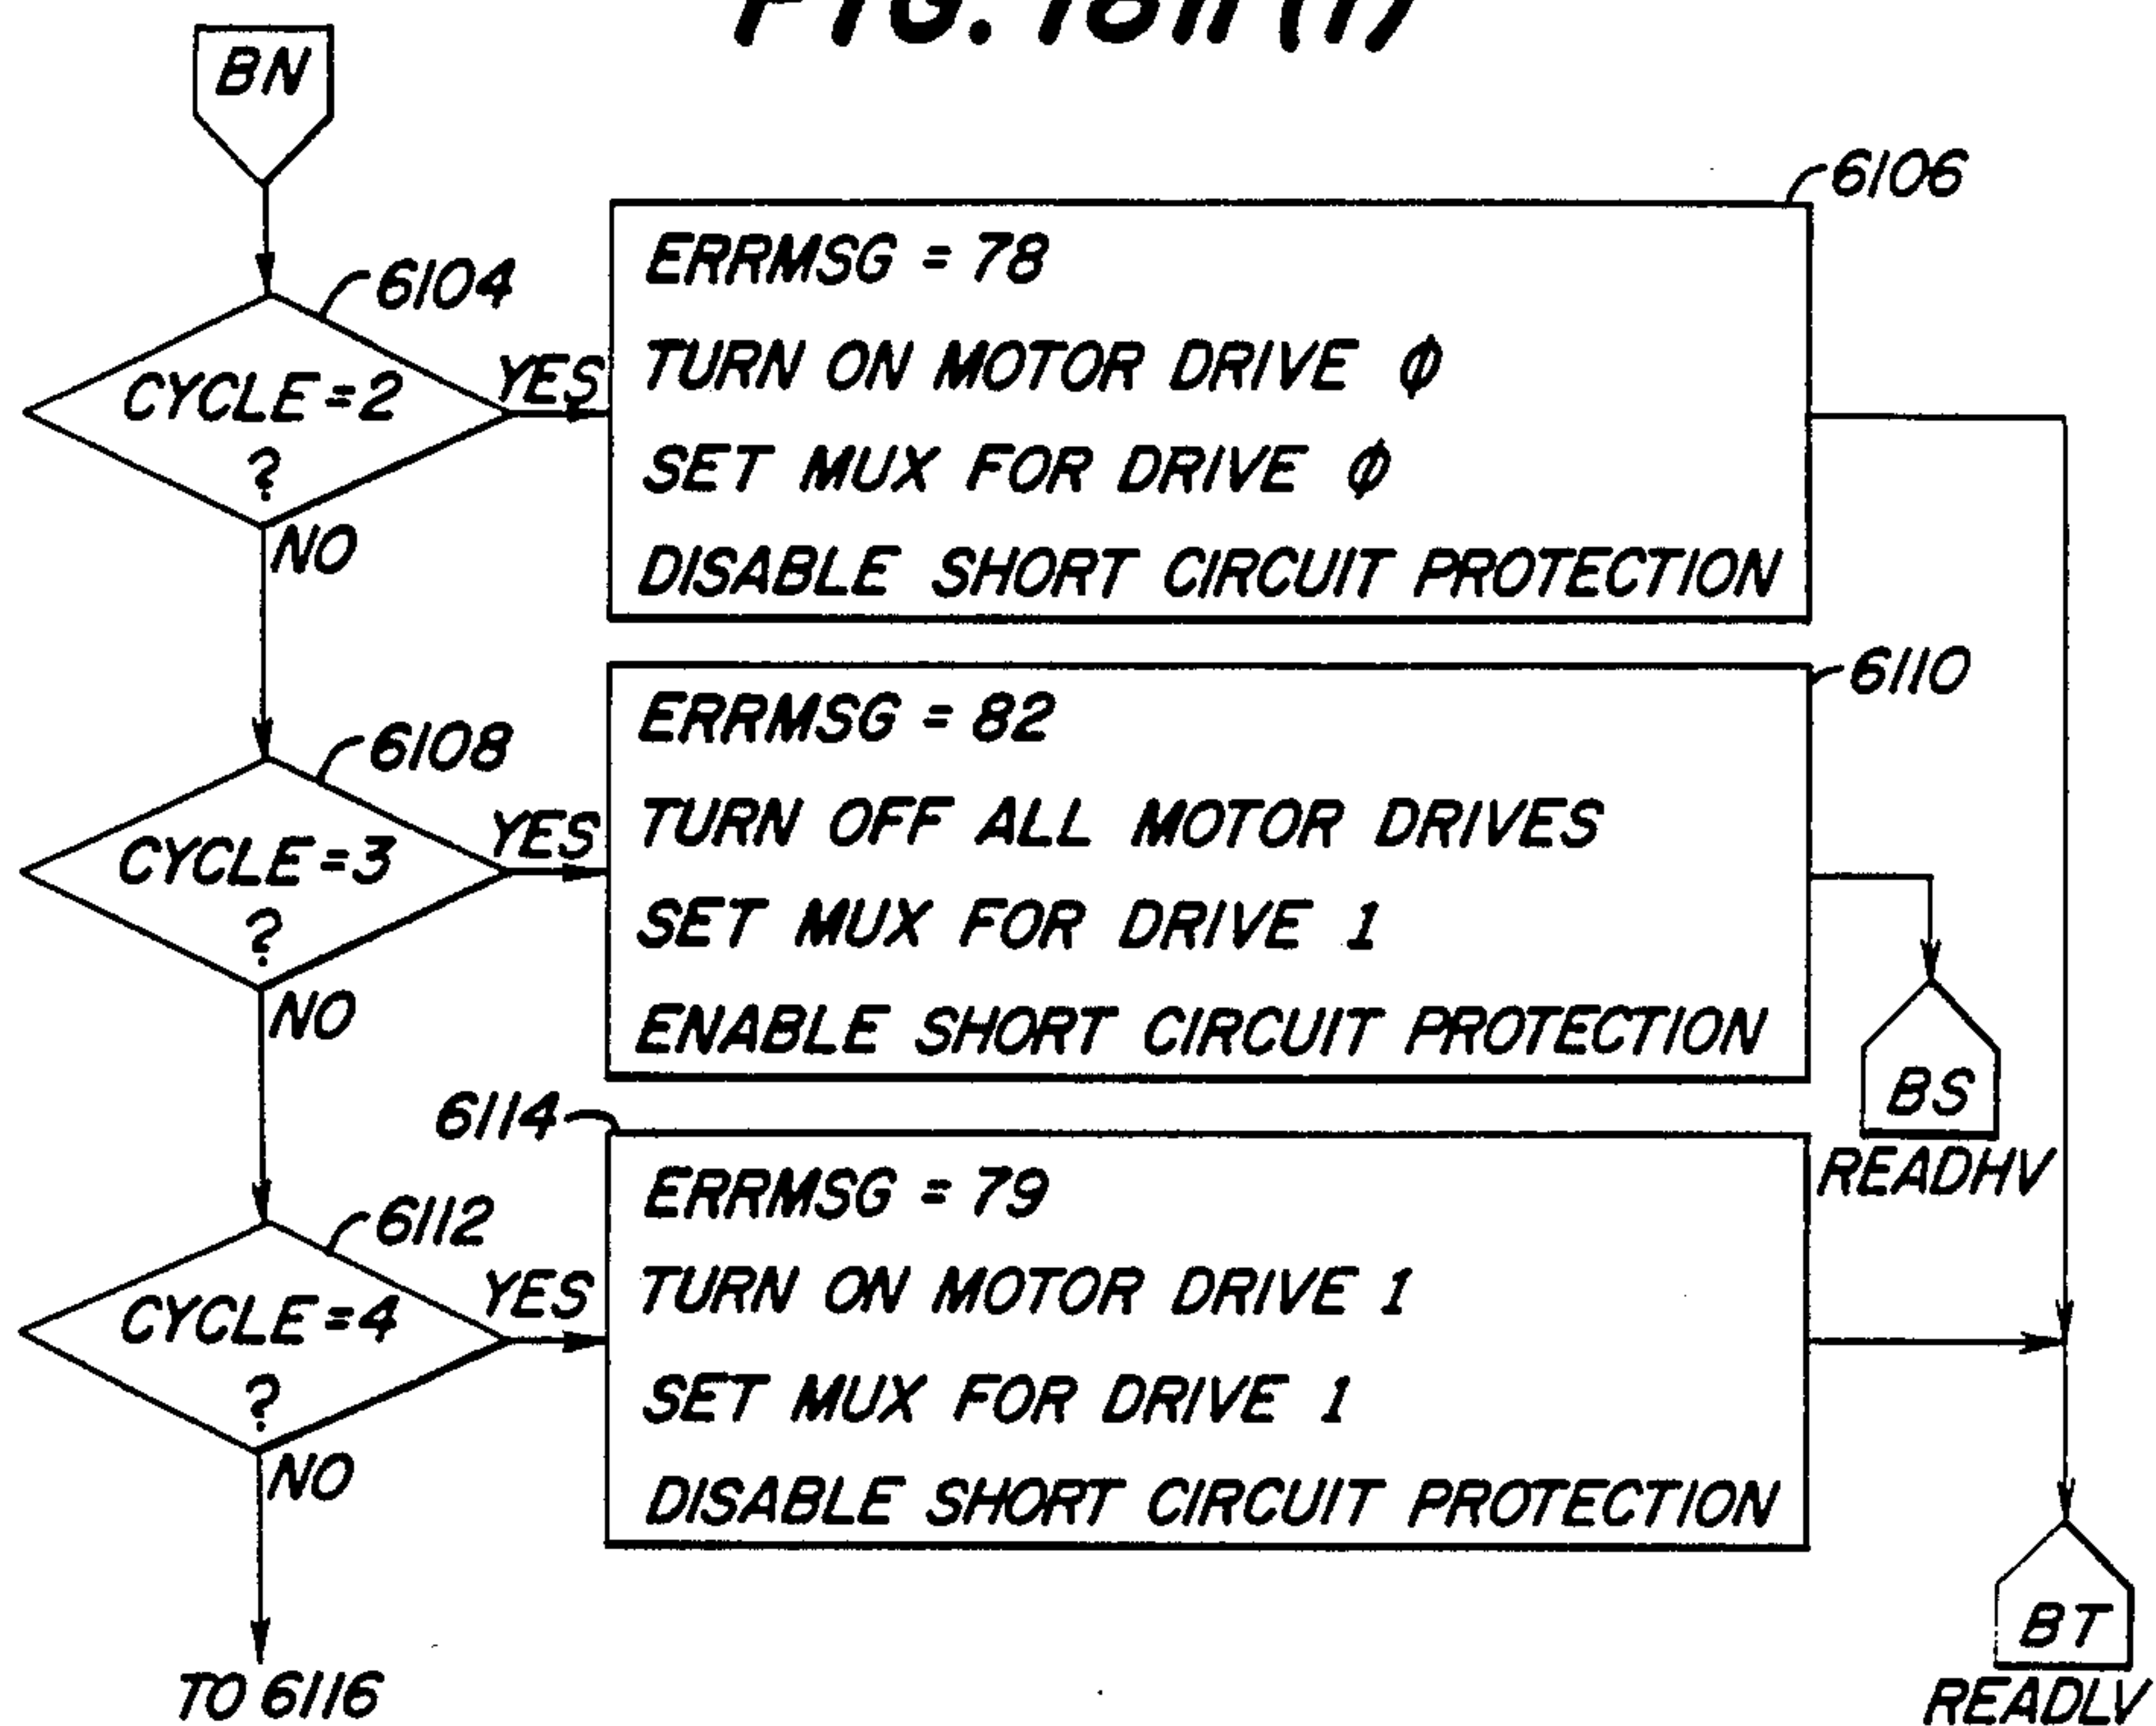 BN
6104
CYCLE=2
?
YES
NO
6106
ERRMSG = 78
TURN ON MOTOR DRIVE φ
SET MUX FOR DRIVE φ
DISABLE SHORT CIRCUIT PROTECTION
6108
CYCLE=3
?
YES
NO
6110
ERRMSG = 82
TURN OFF ALL MOTOR DRIVES
SET MUX FOR DRIVE 1
ENABLE SHORT CIRCUIT PROTECTION
BS
READHV
6112
CYCLE=4
?
YES
NO
6114
ERRMSG = 79
TURN ON MOTOR DRIVE 1
SET MUX FOR DRIVE 1
DISABLE SHORT CIRCUIT PROTECTION
BT
READLV
TO 6116